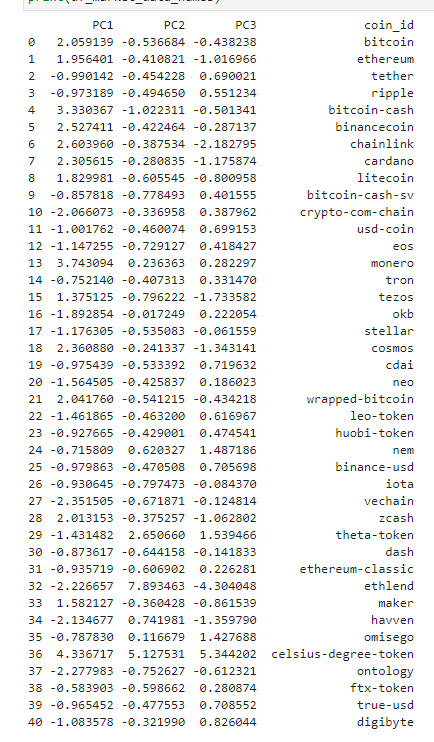 PC1 PC2 PC3 coin_id
0 2.059139 -0.536684 -0.438238 bitcoin
1 1.956401 -0.410821 -1.016966 ethereum
2 -0.990142 -0.454228 0.690021 tether
3 -0.973189 -0.494650 0.551234 ripple
4 3.330367 -1.022311 -0.501341 bitcoin-cash
5 2.527411 -0.422464 -0.287137 binancecoin
6 2.603960 -0.387534 -2.182795 chainlink
7 2.305615 -0.280835 -1.175874 cardano
8 1.829981 -0.605545 -0.800958 litecoin
9 -0.857818 -0.778493 0.401555 bitcoin-cash-sv
10 -2.066073 -0.336958 0.387962 crypto-com-chain
11 -1.001762 -0.460074 0.699153 usd-coin
12 -1.147255 -0.729127 0.418427 eos
13 3.743094 0.236363 0.282297 monero
14 -0.752140 -0.407313 0.331470 tron
15 1.375125 -0.796222 -1.733582 tezos
16 -1.892854 -0.017249 0.222054 okb
17 -1.176305 -0.535083 -0.061559 stellar
18 2.360880 -0.241337 -1.343141 cosmos
19 -0.975439 -0.533392 0.719632 cdai
20 -1.564505 -0.425837 0.186023 neo
21 2.041760 -0.541215 -0.434218 wrapped-bitcoin
22 -1.461865 -0.463200 0.616967 leo-token
23 -0.927665 -0.429001 0.474541 huobi-token
24 -0.715809 0.620327 1.487186 nem
25 -0.979863 -0.470508 0.705698 binance-usd
26 -0.930645 -0.797473 -0.084370 iota
27 -2.351505 -0.671871 -0.124814 vechain
28 2.013153 -0.375257 -1.062802 zcash
29 -1.431482 2.650660 1.539466 theta-token
30 -0.873617 -0.644158 -0.141833 dash
31 -0.935719 -0.606902 0.226281 ethereum-classic
32 -2.226657 7.893463 -4.304048 ethlend
33 1.582127 -0.360428 -0.861539 maker
34 -2.134677 0.741981 -1.359790 havven
35 -0.787830 0.116679 1.427688 omisego
36 4.336717 5.127531 5.344202 celsius-degree-token
37 -2.277983 -0.752627 -0.612321 ontology
38 -0.583903 -0.598662 0.280874 ftx-token
39 -0.965452 -0.477553 0.708552 true-usd
40 -1.083578 -0.321990 0.826044 digibyte